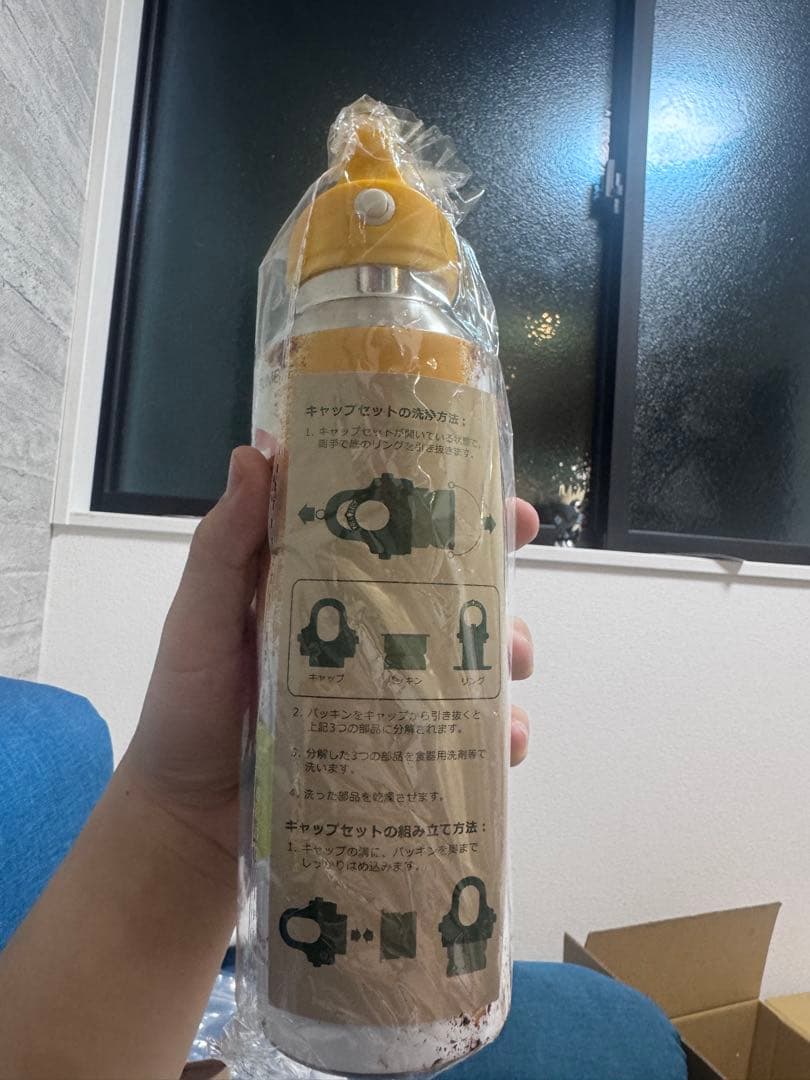 キャップセットの洗浄方法：
1. キャップセットが開いている状態で、
両手で底のリングを引き抜きます。
キャップ
パッキン
リング
2. パッキンをキャップから引き抜くと
上記3つの部品に分解されます。
3. 分解した3つの部品を食器用洗剤等で
洗います。
4. 洗った部品を乾燥させます。
キャップセットの組み立て方法：
1. キャップの溝に、パッキンを奥まで
しっかりはめ込みます。